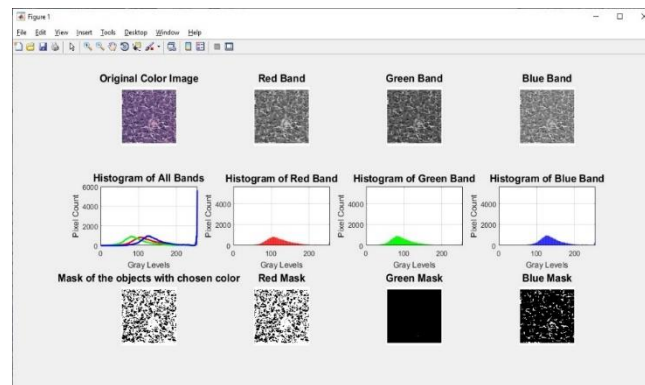 Figure 1
File Edit View Insert Tools Desktop Window Help
Original Color Image Red Band Green Band Blue Band
Histogram of All Bands Histogram of Red Band Histogram of Green Band Histogram of Blue Band
6000
4000 4000 4000 4000
2000 2000 2000 2000
0 0 0 0
Pixel Count Pixel Count Pixel Count Pixel Count
0 100 200 0 100 200 0 100 200 0 100 200
Gray Levels Gray Levels Gray Levels Gray Levels
Mask of the objects with chosen color Red Mask Green Mask Blue Mask